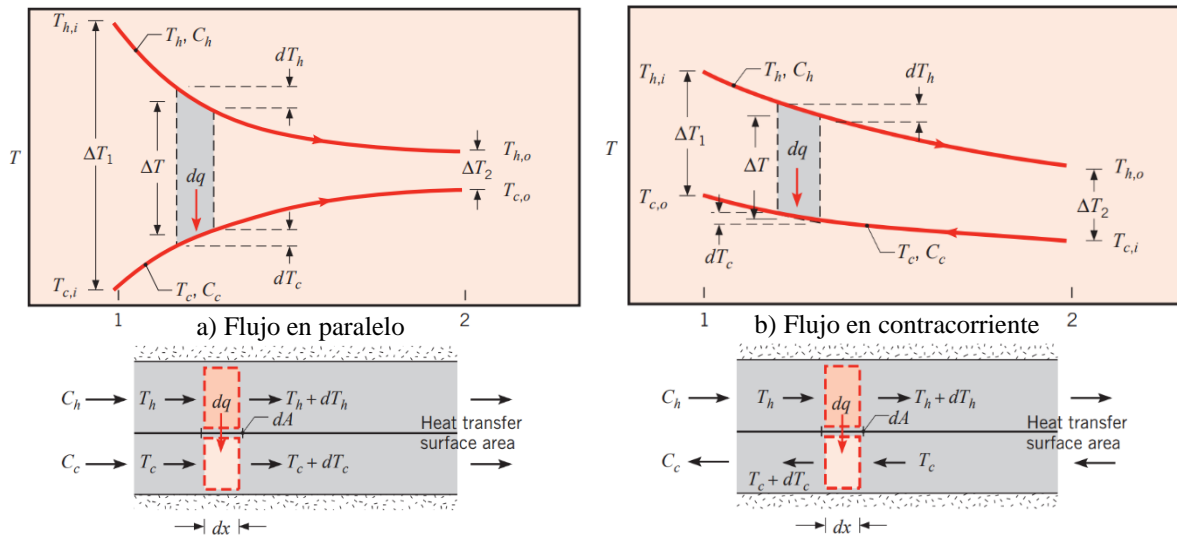 T_{h,i}
T_h, C_h
dT_h
ΔT_1
ΔT
dq
T
T_{h,o}
ΔT_2
T_{c,o}
dT_c
T_{c,i}
T_c, C_c
1
2
a) Flujo en paralelo
C_h
T_h
dq
T_h + dT_h
dA
Heat transfer
surface area
C_c
T_c
T_c + dT_c
dx
T_{h,i}
T_h, C_h
dT_h
ΔT_1
ΔT
dq
T
T_{h,o}
T_{c,o}
ΔT_2
dT_c
T_c, C_c
T_{c,i}
1
2
b) Flujo en contracorriente
C_h
T_h
dq
T_h + dT_h
dA
Heat transfer
surface area
C_c
T_c + dT_c
T_c
dx